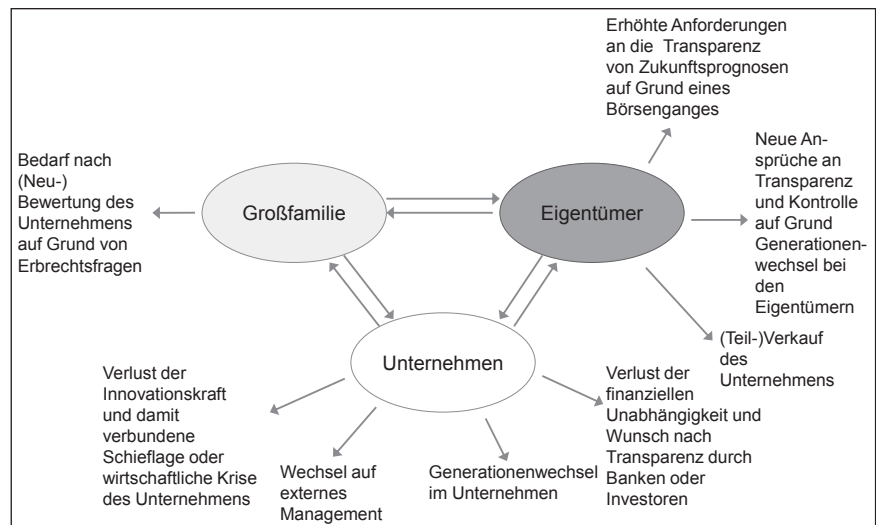 Erhöhte Anforderungen
an die Transparenz
von Zukunftsprognosen
auf Grund eines
Börsenganges
Bedarf nach
(Neu-)
Bewertung des
Unternehmens
auf Grund von
Erbrechtsfragen
Großfamilie
Eigentümer
Neue An-
sprüche an
Transparenz
und Kontrolle
auf Grund
Generationen-
wechsel bei
den
Eigentümern
Unternehmen
(Teil-)Verkauf
des
Unternehmens
Verlust der
Innovationskraft
und damit
verbundene
Schieflage oder
wirtschaftliche Krise
des Unternehmens
Wechsel auf
externes
Management
Generationenwechsel
im Unternehmen
Verlust der
finanziellen
Unabhängigkeit und
Wunsch nach
Transparenz durch
Banken oder
Investoren